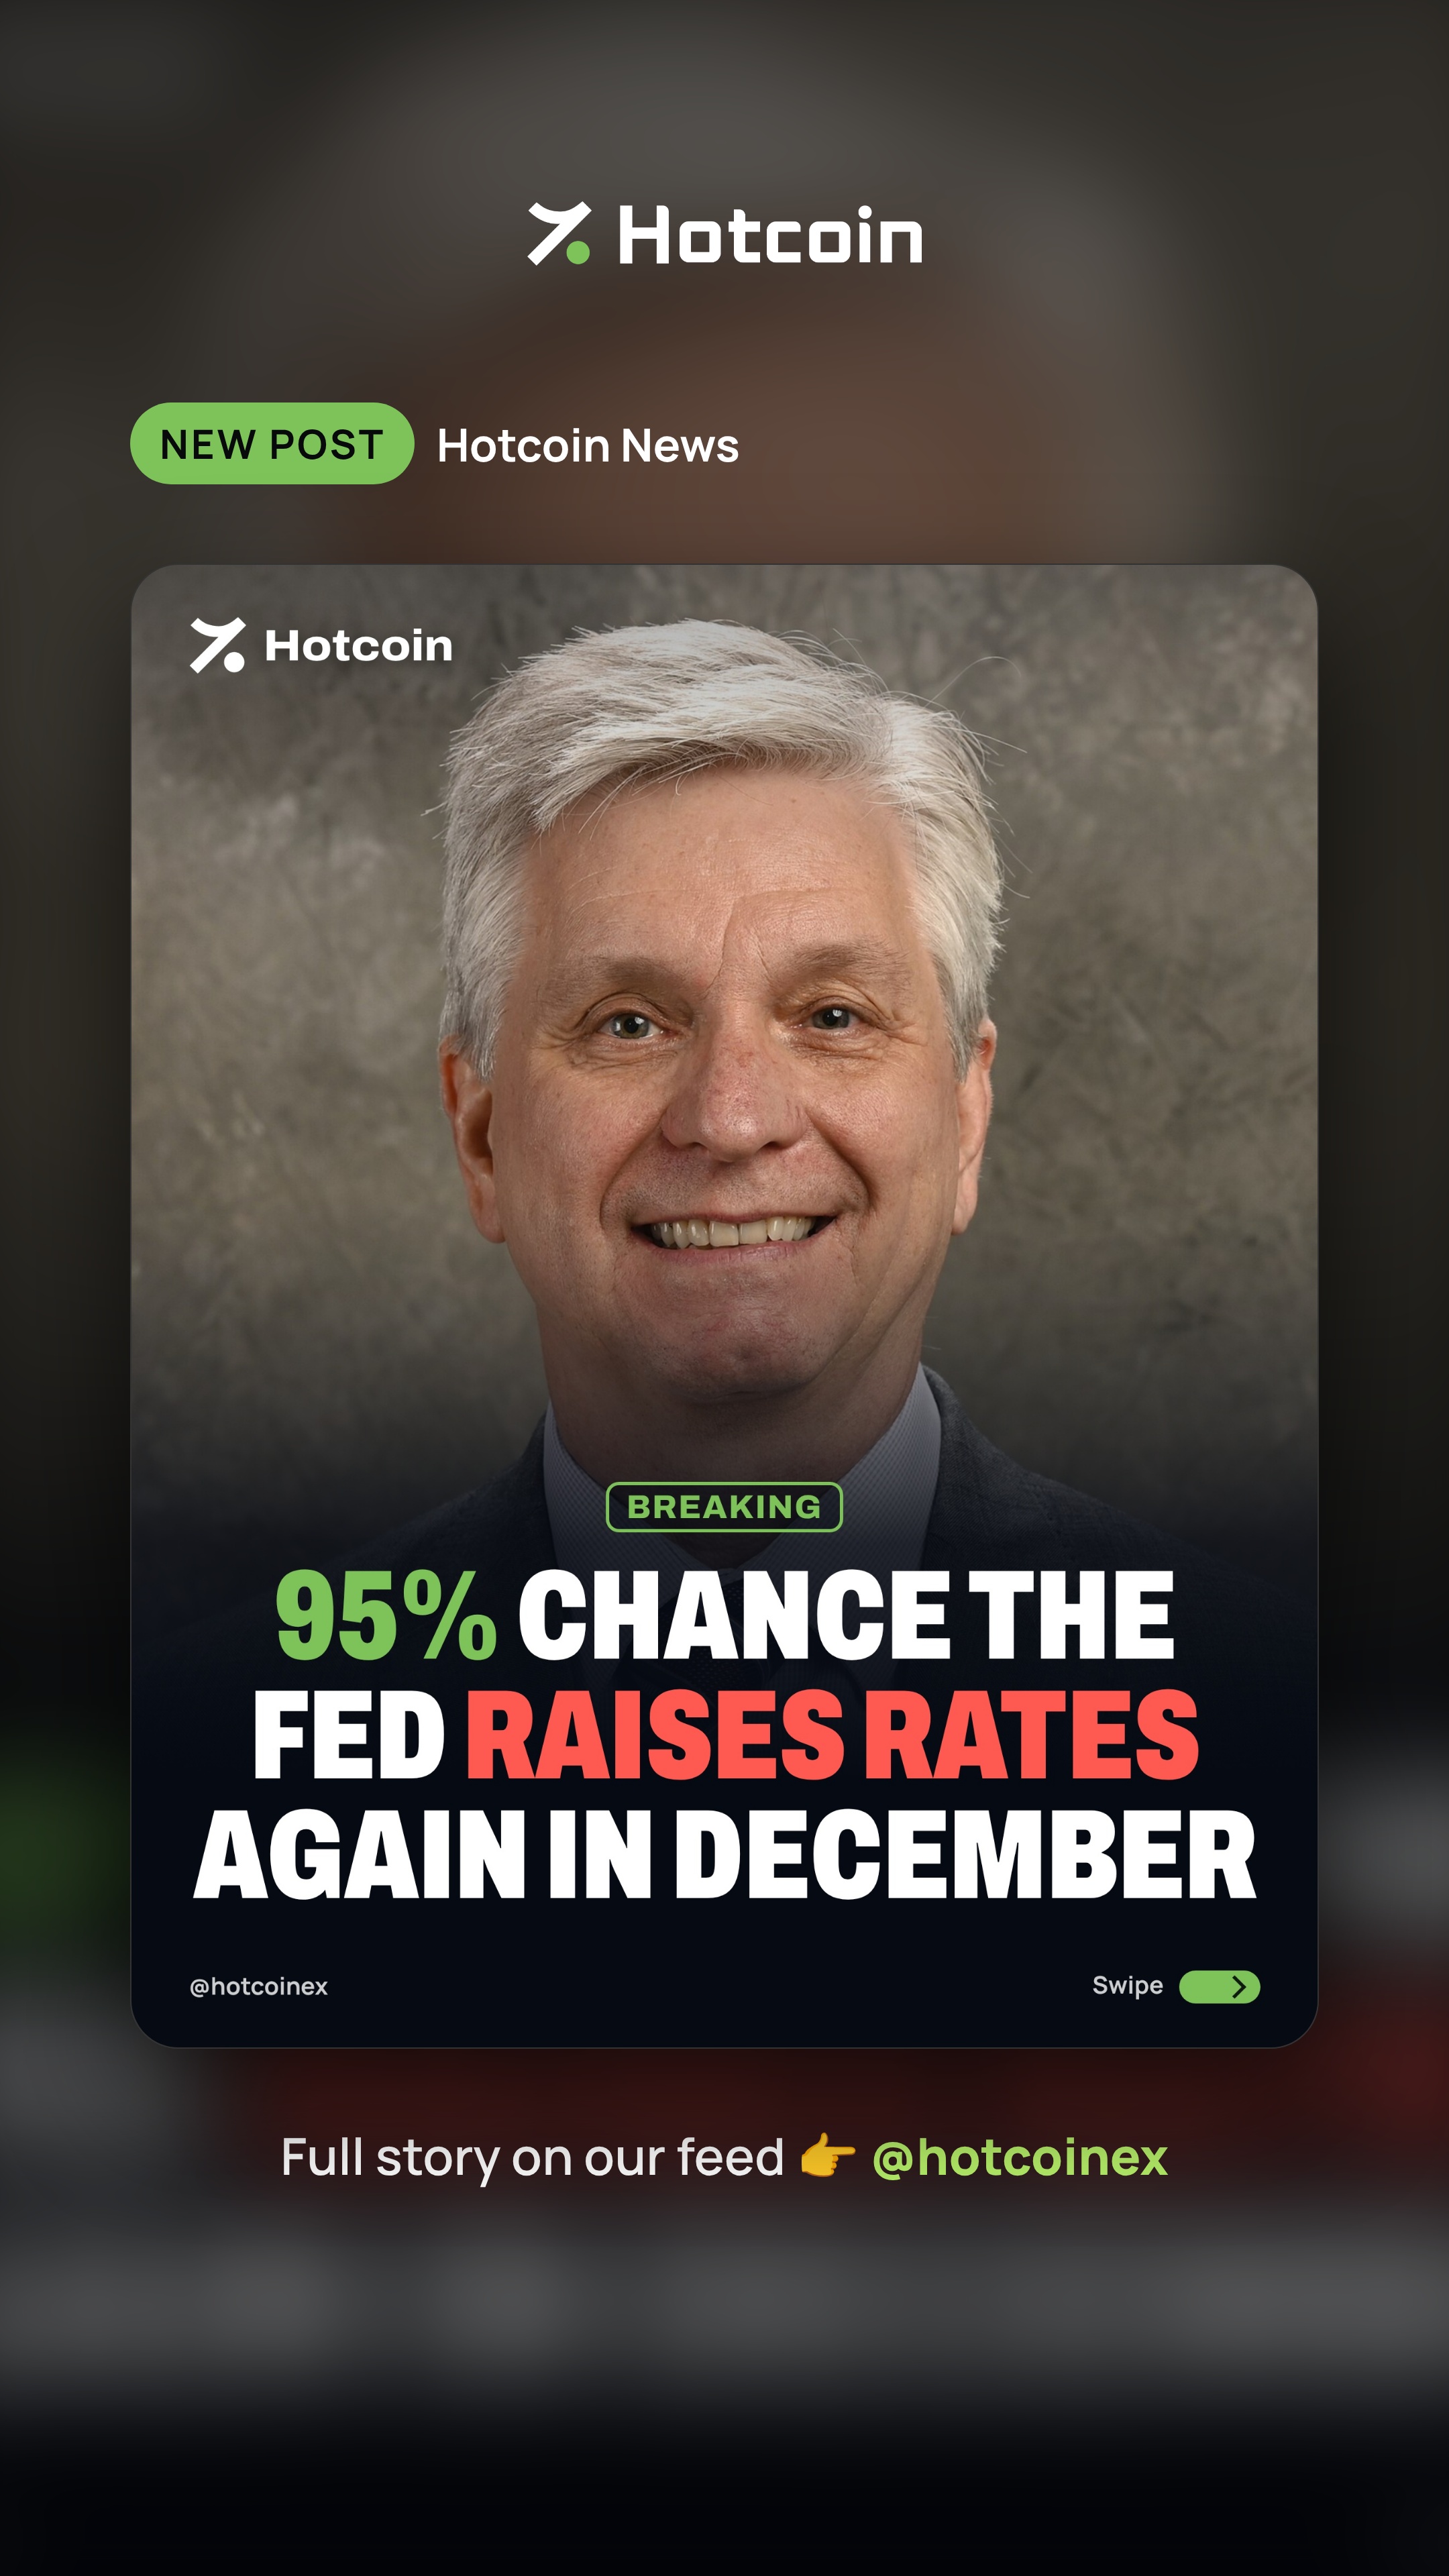 Hotcoin
NEW POST Hotcoin News
Hotcoin
BREAKING
95% CHANCE THE
FED RAISES RATES
AGAIN IN DECEMBER
@hotcoinex Swipe
Full story on our feed 👉 @hotcoinex